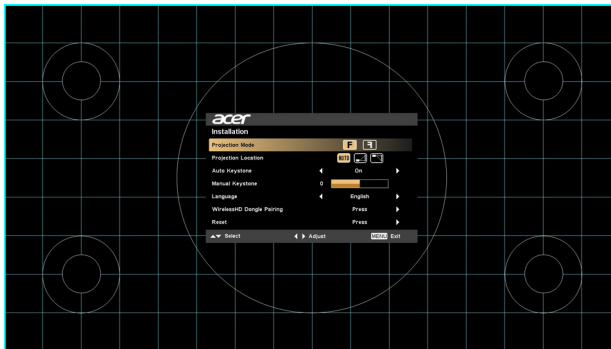 acer
Installation
Projection Mode F F
Projection Location AUTO
Auto Keystone On
Manual Keystone 0
Language English
WirelessHD Dongle Pairing Press
Reset Press
Select Adjust MENU Exit